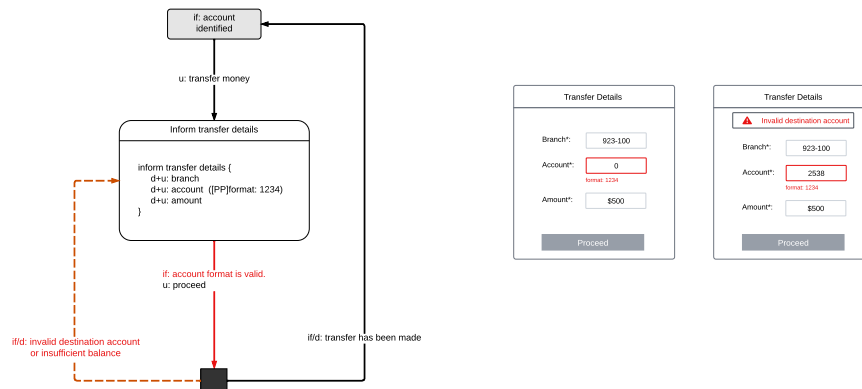 if: account
identified
u: transfer money
Inform transfer details
inform transfer details {
d+u: branch
d+u: account ([PP]format: 1234)
d+u: amount
}
if: account format is valid.
u: proceed
if/d: invalid destination account
or insufficient balance
if/d: transfer has been made
Transfer Details
Branch*: 923-100
Account*: 0
format: 1234
Amount*: $500
Proceed
Transfer Details
Invalid destination account
Branch*: 923-100
Account*: 2538
format: 1234
Amount*: $500
Proceed